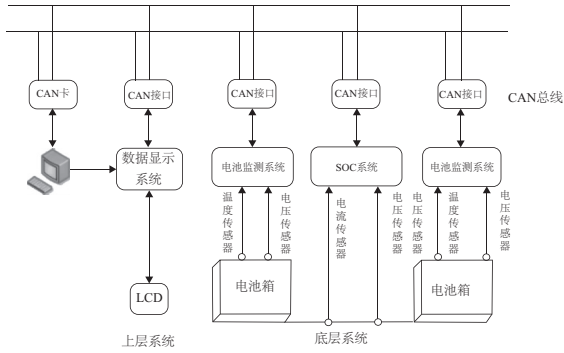 CAN卡
CAN接口
CAN接口
CAN接口
CAN接口
CAN总线
数据显示
系统
电池监测系统
SOC系统
电池监测系统
温度传感器
电压传感器
电流传感器
电压传感器
电压传感器
温度传感器
电压传感器
电池箱
电池箱
LCD
上层系统
底层系统